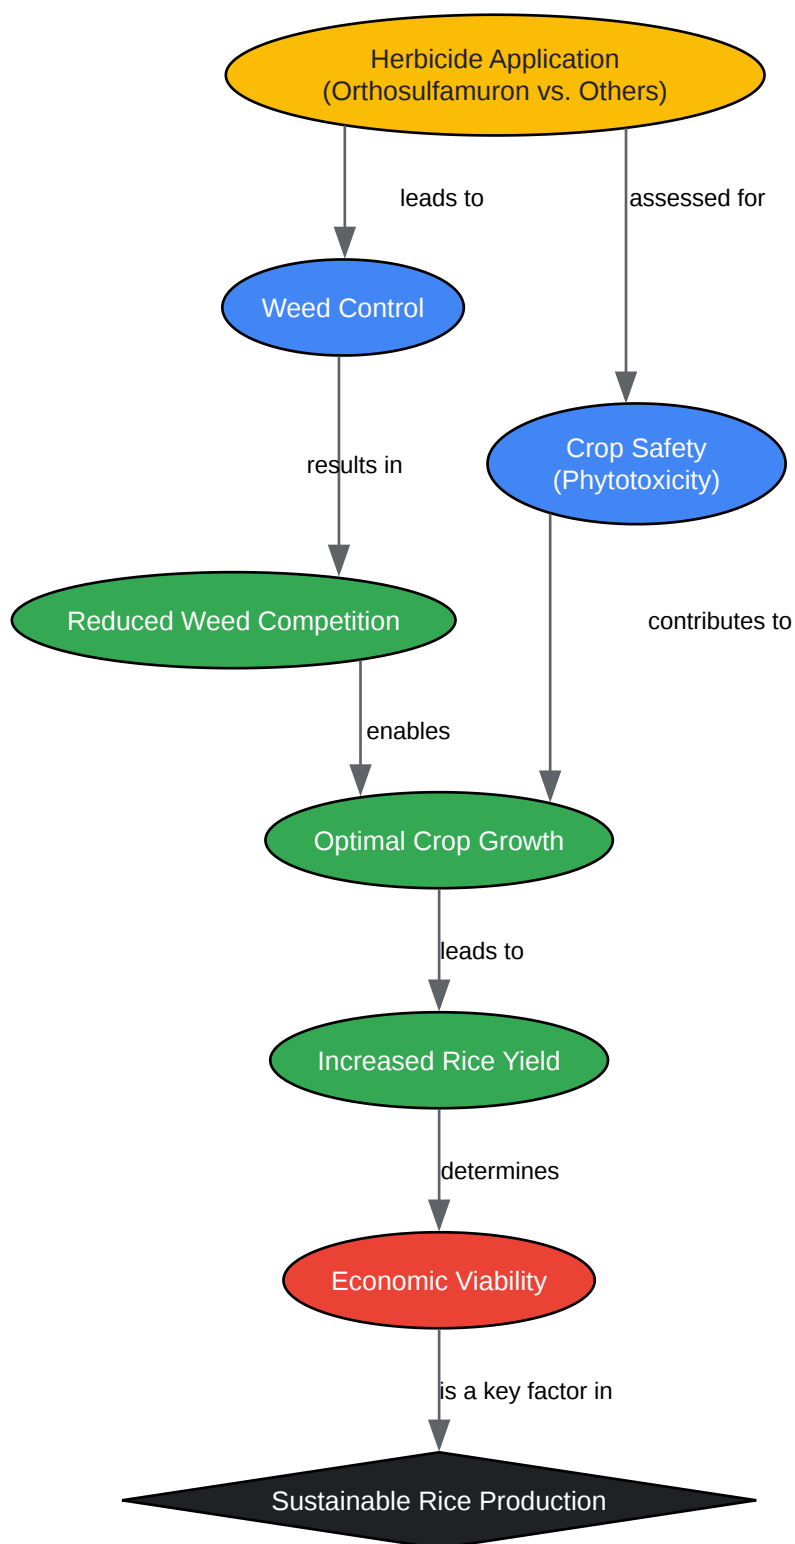 Herbicide Application
(Orthosulfamuron vs. Others)
leads to
assessed for
Weed Control
Crop Safety
(Phytotoxicity)
results in
Reduced Weed Competition
contributes to
enables
Optimal Crop Growth
leads to
Increased Rice Yield
determines
Economic Viability
is a key factor in
Sustainable Rice Production